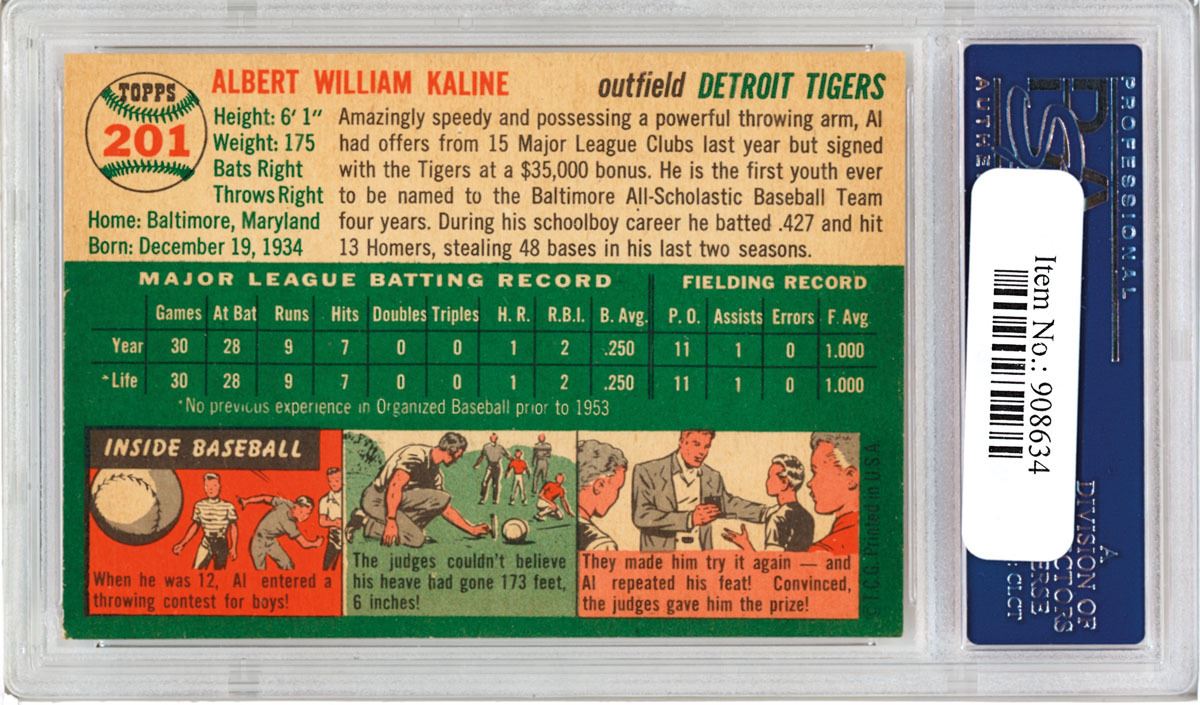 TOPPS
201
ALBERT WILLIAM KALINE
outfield DETROIT TIGERS
Height: 6' 1"
Weight: 175
Bats Right
Throws Right
Home: Baltimore, Maryland
Born: December 19, 1934
Amazingly speedy and possessing a powerful throwing arm, Al
had offers from 15 Major League Clubs last year but signed
with the Tigers at a $35,000 bonus. He is the first youth ever
to be named to the Baltimore All-Scholastic Baseball Team
four years. During his schoolboy career he batted .427 and hit
13 Homers, stealing 48 bases in his last two seasons.
MAJOR LEAGUE BATTING RECORD FIELDING RECORD
Games At Bat Runs Hits Doubles Triples H. R. R.B.I. B. Avg. P. O. Assists Errors F. Avg
Year 30 28 9 7 0 0 1 2 .250 11 1 0 1.000
*Life 30 28 9 7 0 0 1 2 .250 11 1 0 1.000
*No previous experience in Organized Baseball prior to 1953
INSIDE BASEBALL
When he was 12, Al entered a
throwing contest for boys!
The judges couldn't believe
his heave had gone 173 feet,
6 inches!
They made him try it again — and
Al repeated his feat! Convinced,
the judges gave him the prize!
© T.C.G. Printed in U.S.A.
PROFESSIONAL
PSA
AUTHE
Item No.: 908634
A
DIVISION OF
ECTORS
ERSE
: CLCT